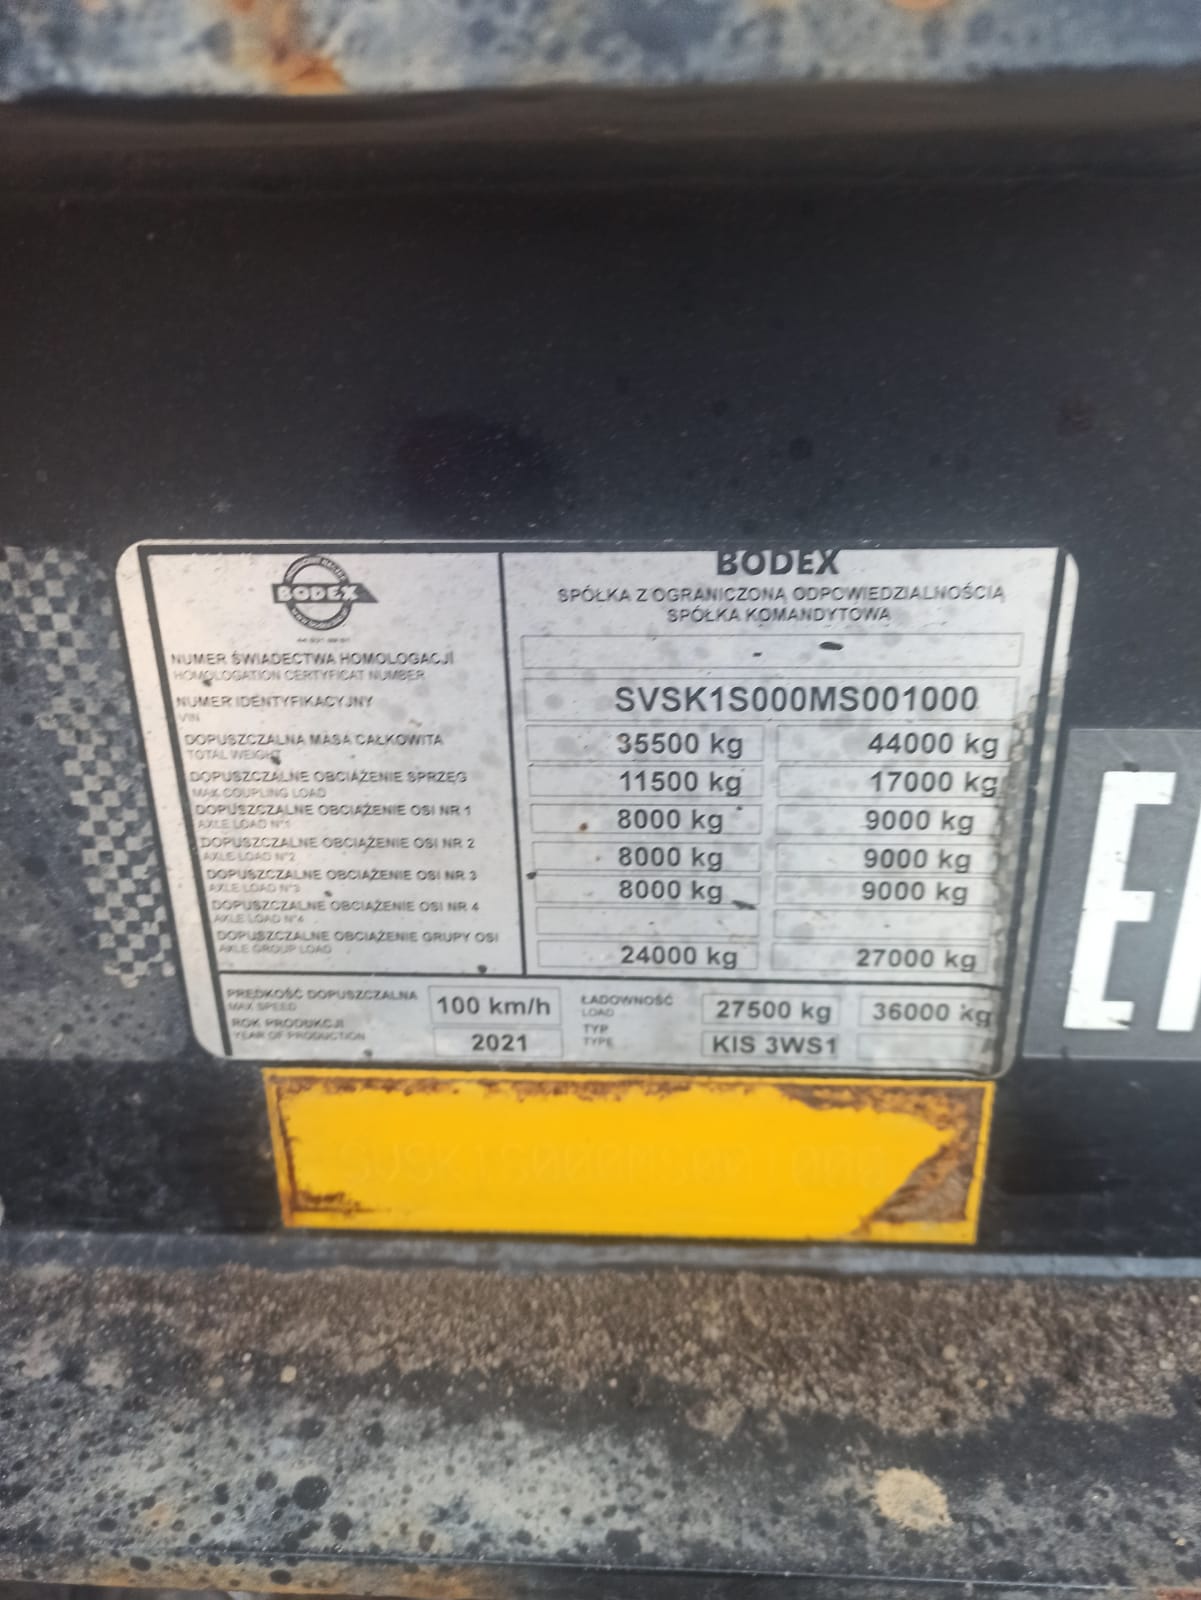 BODEX
BODEX
SPÓŁKA Z OGRANICZONĄ ODPOWIEDZIALNOŚCIĄ
SPÓŁKA KOMANDYTOWA
NUMER ŚWIADECTWA HOMOLOGACJI
HOMOLOGATION CERTYFICAT NUMBER
-
NUMER IDENTYFIKACYJNY
VIN
SVSK1S000MS001000
DOPUSZCZALNA MASA CAŁKOWITA
TOTAL WEIGHT
35500 kg 44000 kg
DOPUSZCZALNE OBCIĄŻENIE SPRZĘG
MAX COUPLING LOAD
11500 kg 17000 kg
DOPUSZCZALNE OBCIĄŻENIE OSI NR 1
AXLE LOAD N°1
8000 kg 9000 kg
DOPUSZCZALNE OBCIĄŻENIE OSI NR 2
AXLE LOAD N°2
8000 kg 9000 kg
DOPUSZCZALNE OBCIĄŻENIE OSI NR 3
AXLE LOAD N°3
8000 kg 9000 kg
DOPUSZCZALNE OBCIĄŻENIE OSI NR 4
AXLE LOAD N°4
DOPUSZCZALNE OBCIĄŻENIE GRUPY OSI
AXLE GROUP LOAD
24000 kg 27000 kg
PRĘDKOŚĆ DOPUSZCZALNA
MAX SPEED
100 km/h
ŁADOWNOŚĆ
LOAD
27500 kg 36000 kg
ROK PRODUKCJI
YEAR OF PRODUCTION
2021
TYP
TYPE
KIS 3WS1
SVSK1S000MS001000
E